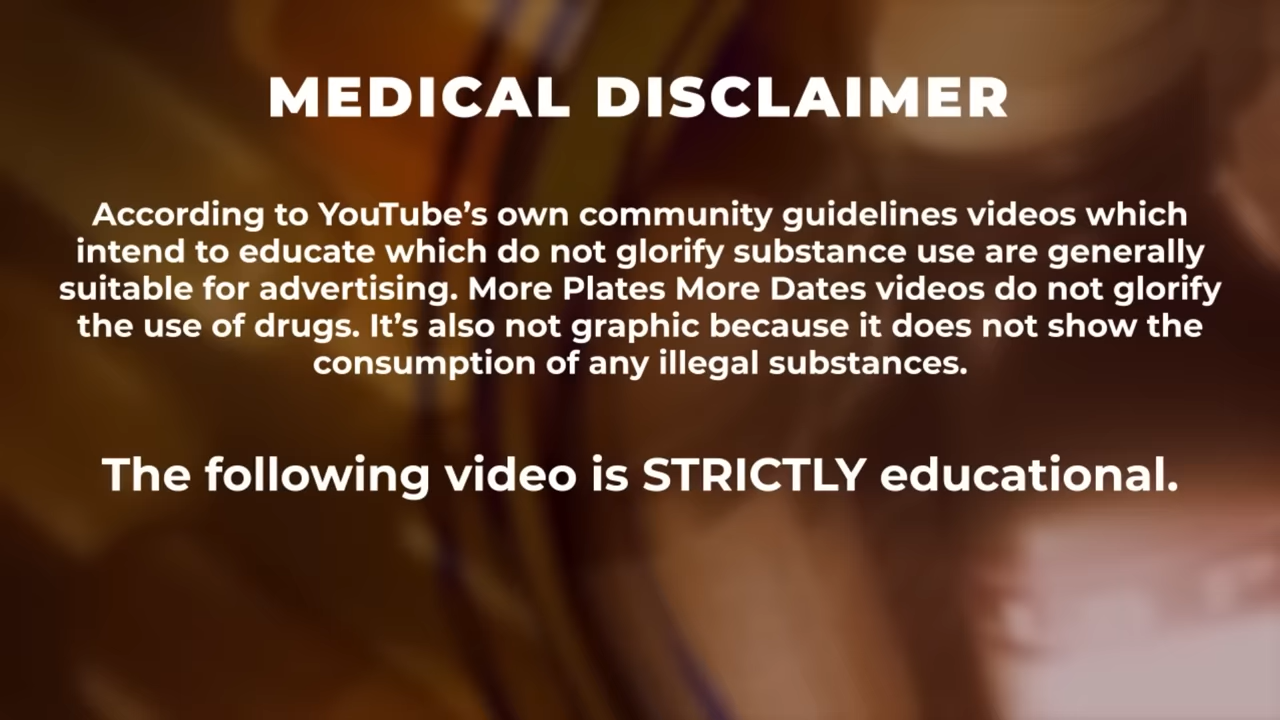 MEDICAL DISCLAIMER
According to YouTube’s own community guidelines videos which
intend to educate which do not glorify substance use are generally
suitable for advertising. More Plates More Dates videos do not glorify
the use of drugs. It’s also not graphic because it does not show the
consumption of any illegal substances.
The following video is STRICTLY educational.